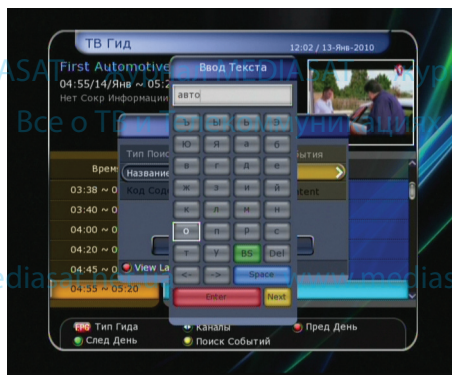 ТВ Гид
12:02 / 13-Янв-2010
First Automotive
04:55/14/Янв ~ 05:2
Нет Сокр Информации
Ввод Текста
авто
Ъ Ы Ь Э
Ю Я а б
в г д е
ж з и й
к л м н
о п р с
т у BS Del
<- -> Space
Enter Next
Тип Поис
бытия
Название
Код Соде
ntent
View La
Врем
03:38 ~ 0
03:40 ~ 0
04:00 ~ 0
04:20 ~ 0
04:45 ~ 0
04:55 ~ 05:20
EPG Тип Гида
Каналы
Пред День
След День
Поиск Событий